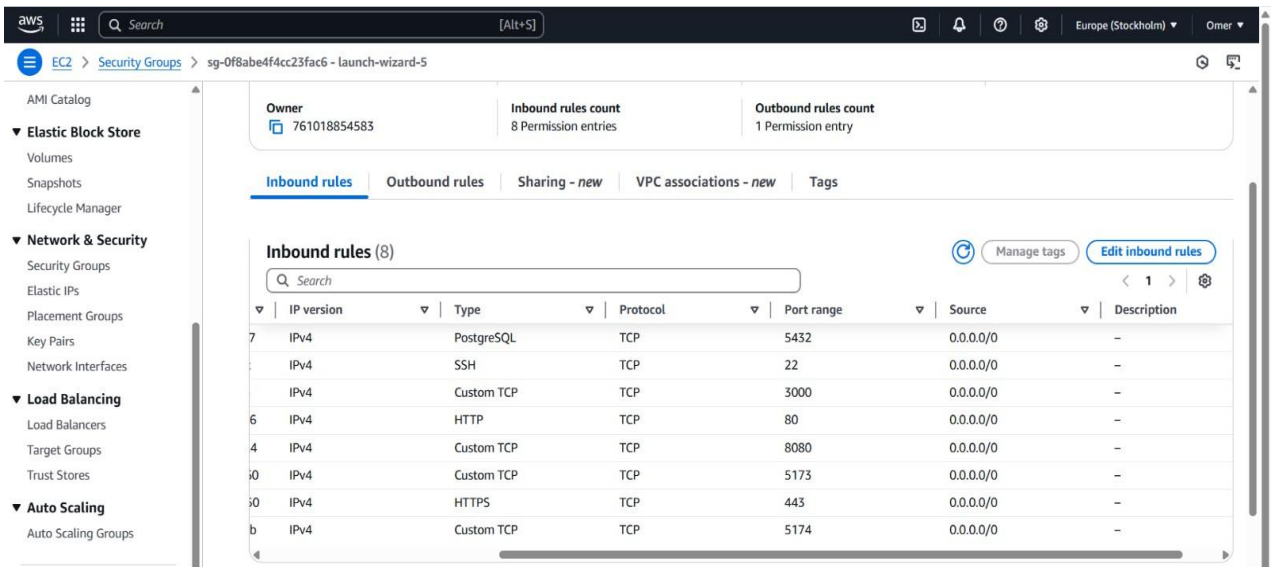 aws Search [Alt+S] Europe (Stockholm) Omer
EC2 > Security Groups > sg-0f8abe4f4cc23fac6 - launch-wizard-5
AMI Catalog
Elastic Block Store
Volumes
Snapshots
Lifecycle Manager
Network & Security
Security Groups
Elastic IPs
Placement Groups
Key Pairs
Network Interfaces
Load Balancing
Load Balancers
Target Groups
Trust Stores
Auto Scaling
Auto Scaling Groups
Owner Inbound rules count Outbound rules count
761018854583 8 Permission entries 1 Permission entry
Inbound rules Outbound rules Sharing - new VPC associations - new Tags
Inbound rules (8) Manage tags Edit inbound rules
Search < 1 >
IP version Type Protocol Port range Source Description
7 IPv4 PostgreSQL TCP 5432 0.0.0.0/0 –
IPv4 SSH TCP 22 0.0.0.0/0 –
IPv4 Custom TCP TCP 3000 0.0.0.0/0 –
6 IPv4 HTTP TCP 80 0.0.0.0/0 –
4 IPv4 Custom TCP TCP 8080 0.0.0.0/0 –
0 IPv4 Custom TCP TCP 5173 0.0.0.0/0 –
0 IPv4 HTTPS TCP 443 0.0.0.0/0 –
b IPv4 Custom TCP TCP 5174 0.0.0.0/0 –